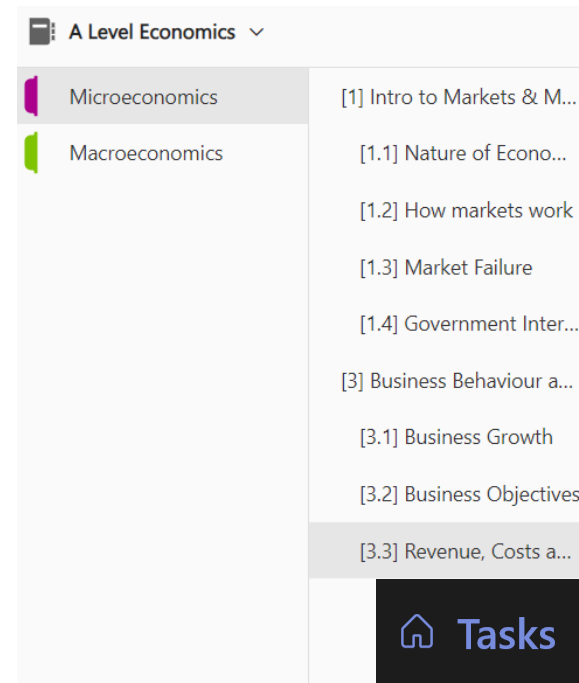 A Level Economics
Microeconomics
Macroeconomics
[1] Intro to Markets & M...
[1.1] Nature of Econo...
[1.2] How markets work
[1.3] Market Failure
[1.4] Government Inter...
[3] Business Behaviour a...
[3.1] Business Growth
[3.2] Business Objectives
[3.3] Revenue, Costs a...
Tasks